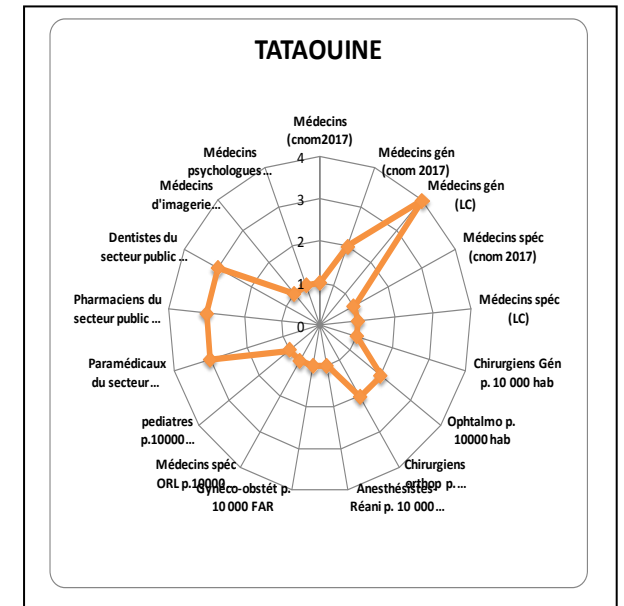 TATAOUINE
Médecins
(cnom2017)
Médecins gén
(cnom 2017)
Médecins gén
(LC)
Médecins spéc
(cnom 2017)
Médecins spéc
(LC)
Chirurgiens Gén
p. 10 000 hab
Ophtalmo p.
10000 hab
Chirurgiens
orthop p. ...
Anesthésistes-
Réani p. 10 000 ...
Gynéco-obstét p.
10 000 FAR
Médecins spéc
ORL p.10000...
pediatres
p.10000...
Paramédicaux
du secteur...
Pharmaciens du
secteur public ...
Dentistes du
secteur public ...
Médecins
d'imagerie...
Médecins
psychologues...
4
3
2
1
0